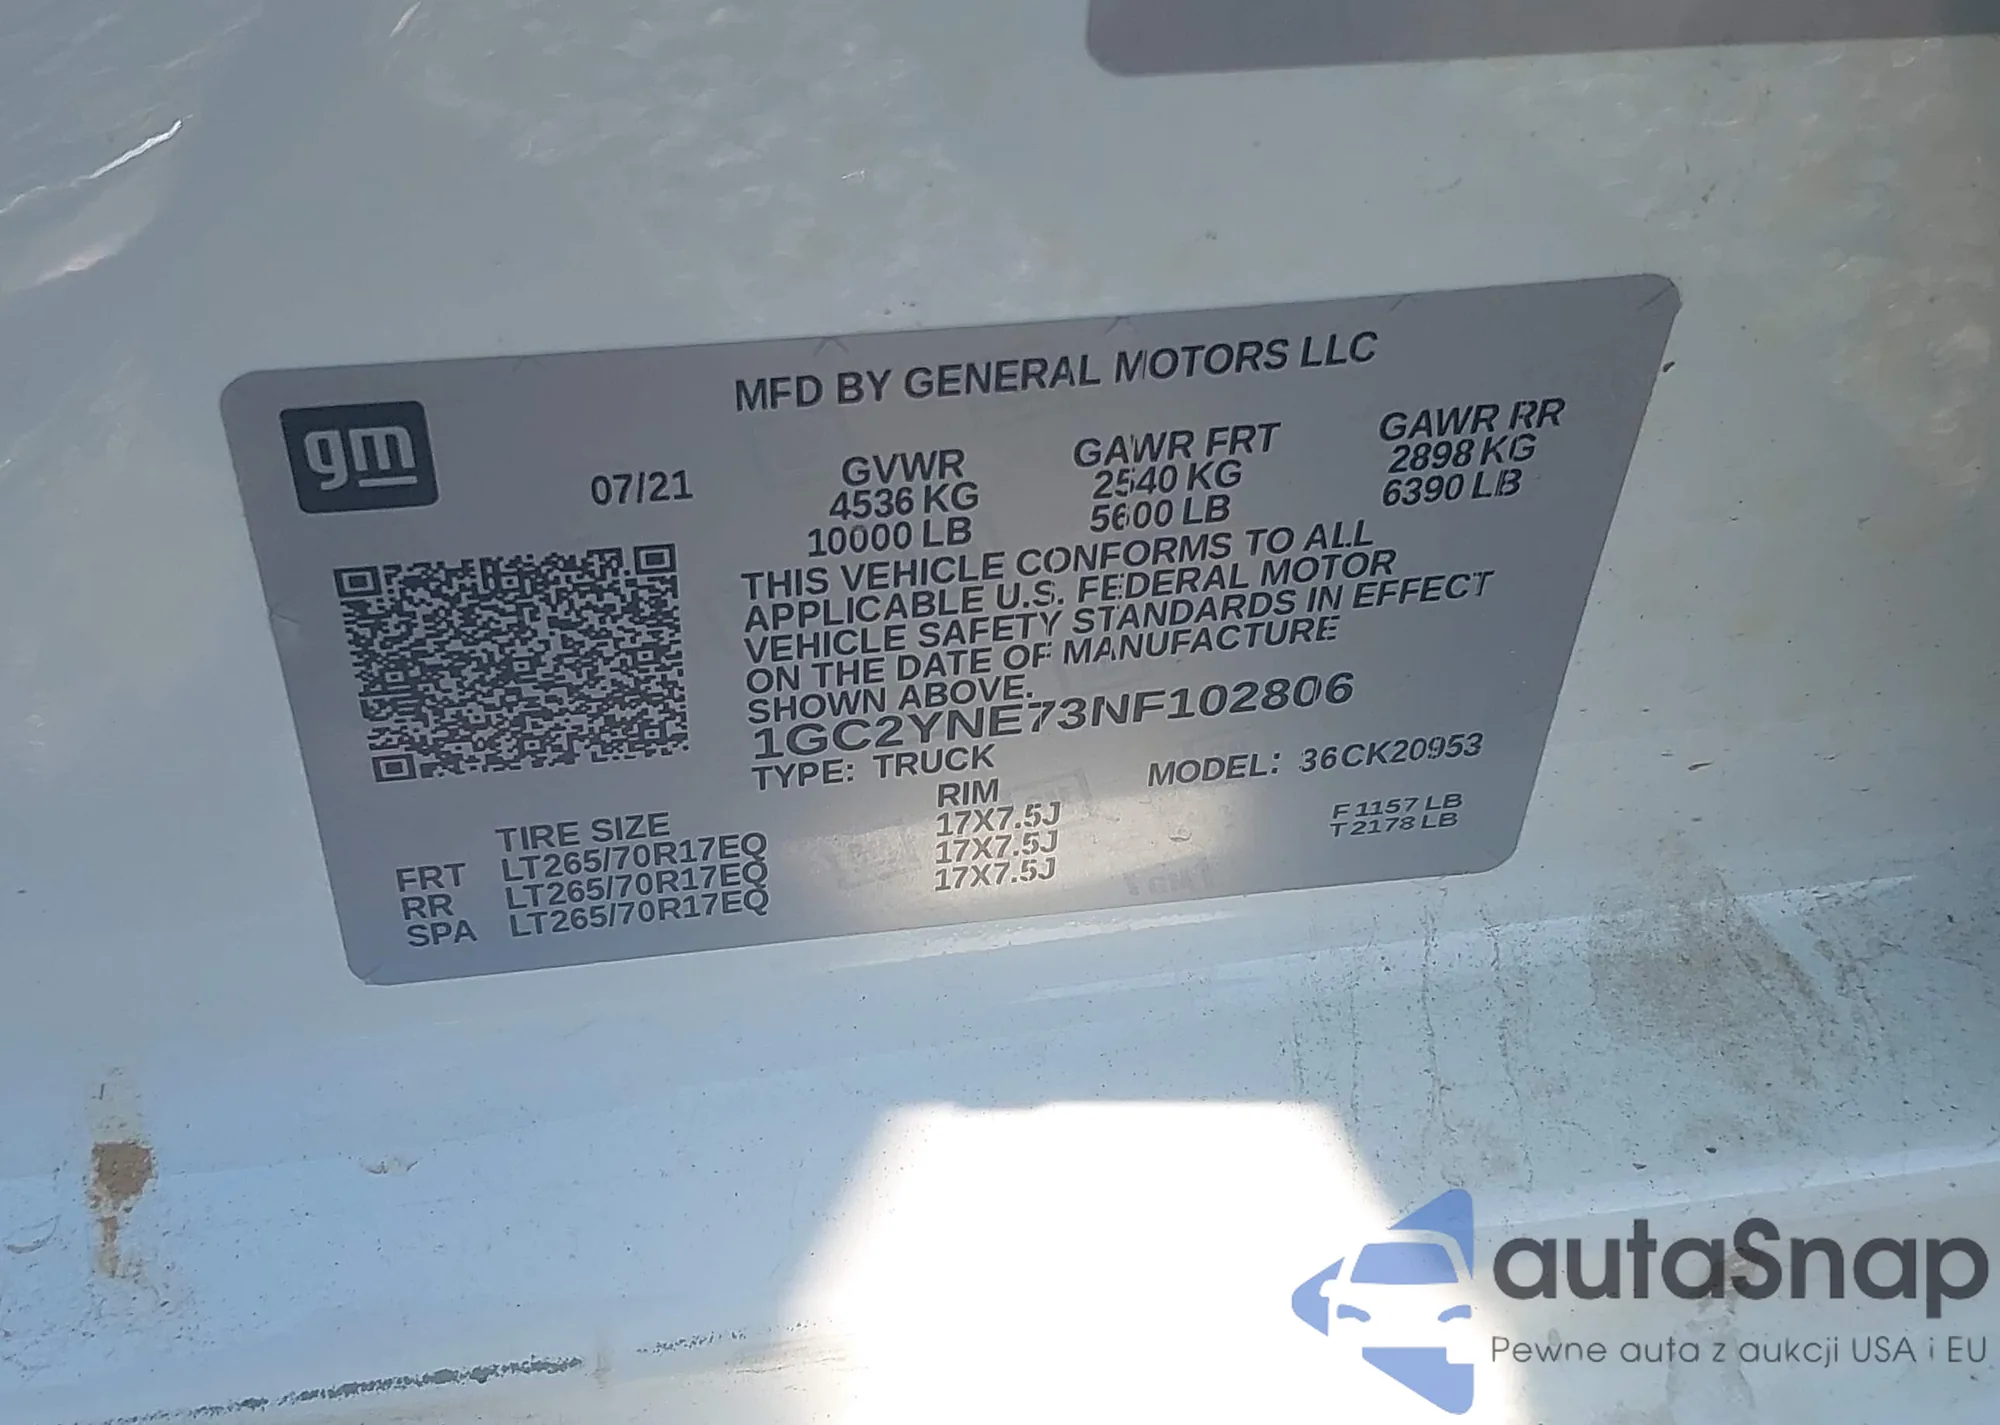 gm
MFD BY GENERAL MOTORS LLC
07/21
GVWR
4536 KG
10000 LB
GAWR FRT
2540 KG
5600 LB
GAWR RR
2898 KG
6390 LB
THIS VEHICLE CONFORMS TO ALL
APPLICABLE U.S. FEDERAL MOTOR
VEHICLE SAFETY STANDARDS IN EFFECT
ON THE DATE OF MANUFACTURE
SHOWN ABOVE.
1GC2YNE73NF102806
TYPE: TRUCK
MODEL: 36CK20953
TIRE SIZE RIM
FRT LT265/70R17EQ 17X7.5J
RR LT265/70R17EQ 17X7.5J
SPA LT265/70R17EQ 17X7.5J
F 1157 LB
T 2178 LB
autaSnap
Pewne auta z aukcji USA i EU